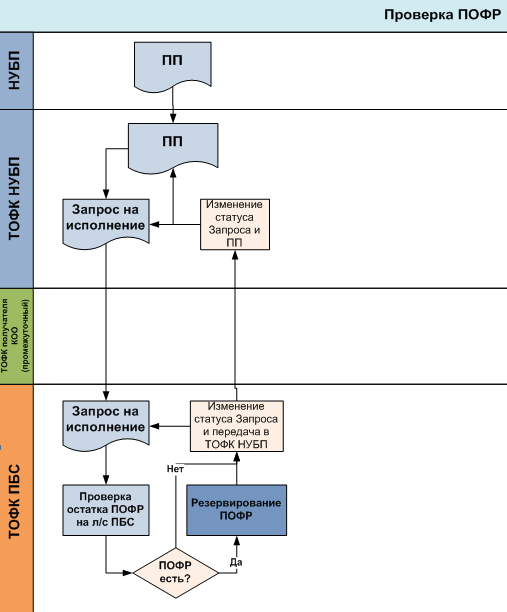 Проверка ПОФР
НУБП
ПП
ТОФК НУБП
ПП
Запрос на
исполнение
Изменение
статуса
Запроса и
ПП
ТОФК получателя
КОО
(промежуточный)
ТОФК ПБС
Запрос на
исполнение
Изменение
статуса Запроса
и передача в
ТОФК НУБП
Нет
Проверка
остатка ПОФР
на л/с ПБС
Резервирование
ПОФР
ПОФР
есть?
Да